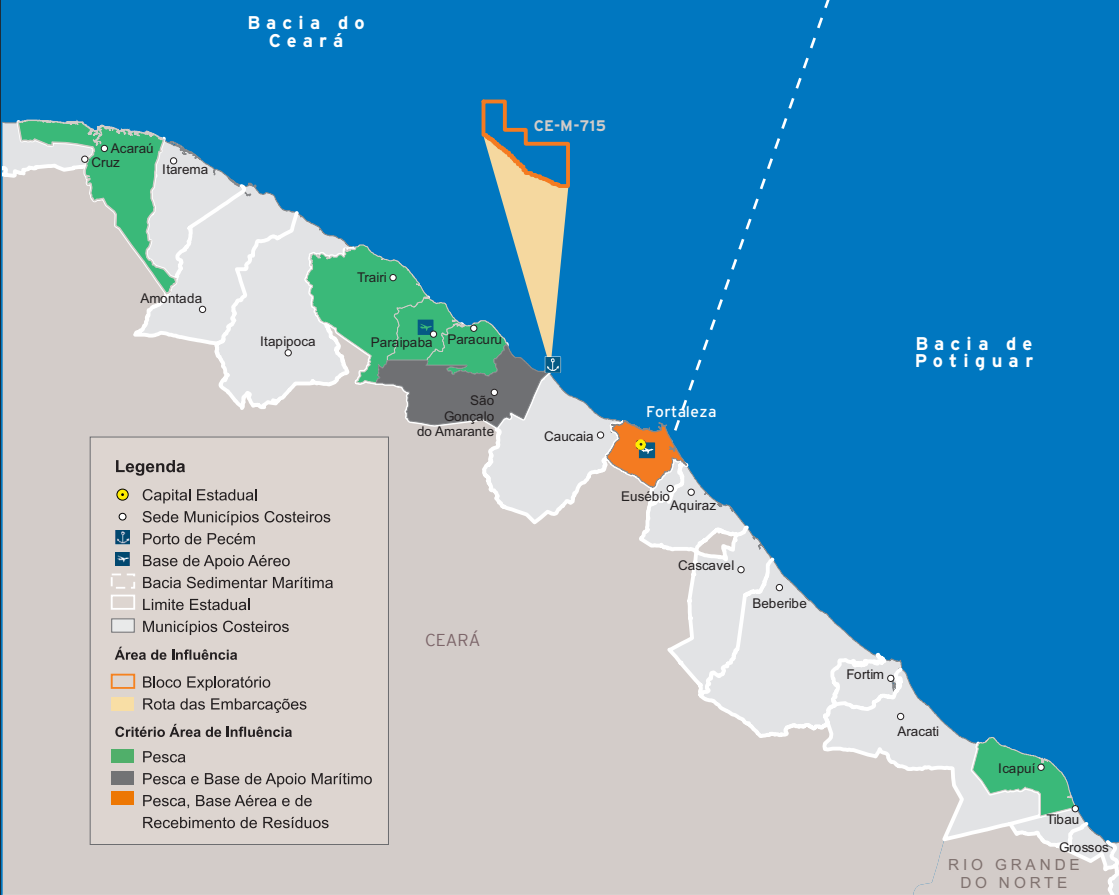 Bacia do
Ceará
CE-M-715
Acaraú
Cruz
Itarema
Amontada
Itapipoca
Trairi
Paraipaba
Paracuru
São
Gonçalo
do Amarante
Caucaia
Fortaleza
Bacia de
Potiguar
Eusébio
Aquiraz
Cascavel
Beberibe
CEARÁ
Fortim
Aracati
Icapuí
Tibau
Grossos
RIO GRANDE
DO NORTE
Legenda
Capital Estadual
Sede Municípios Costeiros
Porto de Pecém
Base de Apoio Aéreo
Bacia Sedimentar Marítima
Limite Estadual
Municípios Costeiros
Área de Influência
Bloco Exploratório
Rota das Embarcações
Critério Área de Influência
Pesca
Pesca e Base de Apoio Marítimo
Pesca, Base Aérea e de
Recebimento de Resíduos